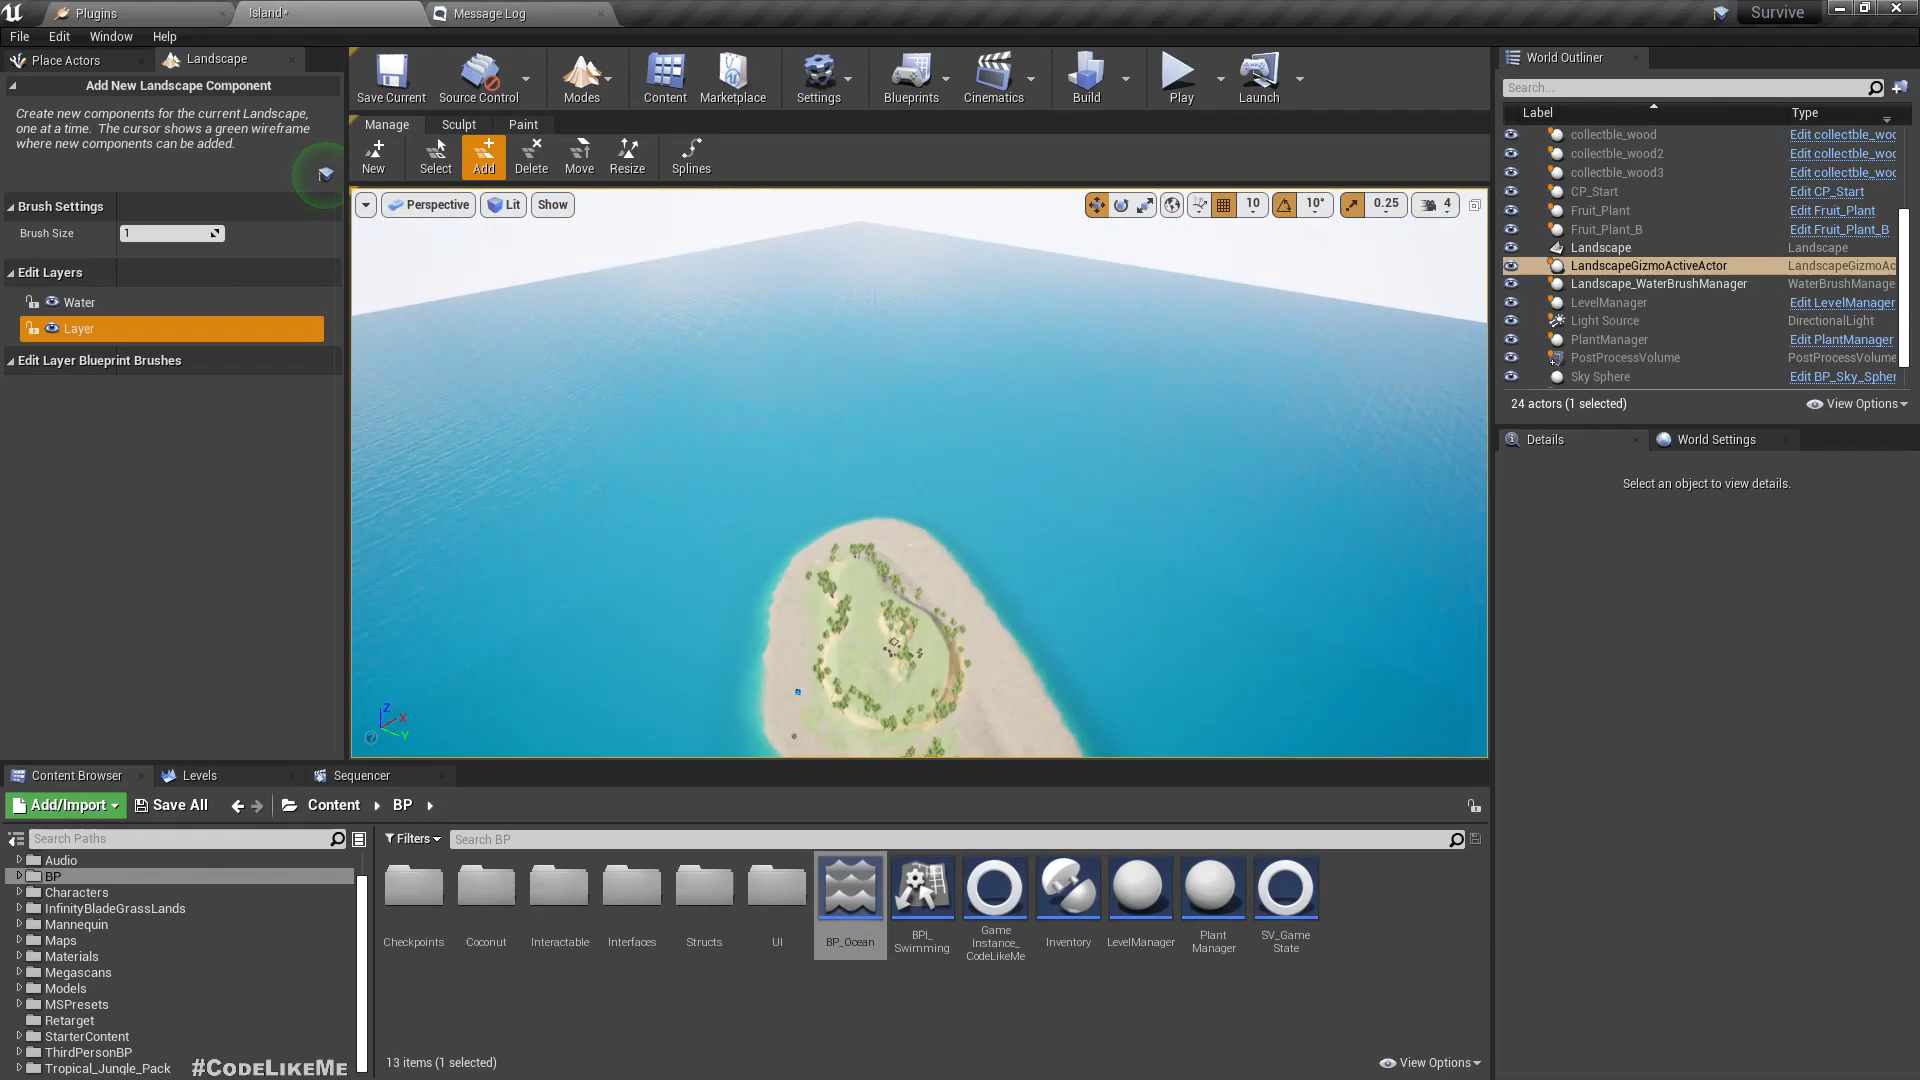 Plugins
Island*
Message Log
Survive
File Edit Window Help
Place Actors
Landscape
Add New Landscape Component
Create new components for the current Landscape,
one at a time. The cursor shows a green wireframe
where new components can be added.
Brush Settings
Brush Size
1
Edit Layers
Water
Layer
Edit Layer Blueprint Brushes
Save Current
Source Control
Modes
Content
Marketplace
Settings
Blueprints
Cinematics
Build
Play
Launch
Manage Sculpt Paint
New
Select
Add
Delete
Move
Resize
Splines
Perspective
Lit
Show
10
10°
0.25
4
Z
X
Y
World Outliner
Search...
Label Type
collectble_wood Edit collectble_woo
collectble_wood2 Edit collectble_woo
collectble_wood3 Edit collectble_woo
CP_Start Edit CP_Start
Fruit_Plant Edit Fruit_Plant
Fruit_Plant_B Edit Fruit_Plant_B
Landscape Landscape
LandscapeGizmoActiveActor LandscapeGizmoAc
Landscape_WaterBrushManager WaterBrushManage
LevelManager Edit LevelManager
Light Source DirectionalLight
PlantManager Edit PlantManager
PostProcessVolume PostProcessVolume
Sky Sphere Edit BP_Sky_Spher
24 actors (1 selected)
View Options
Details
World Settings
Select an object to view details.
Content Browser
Levels
Sequencer
Add/Import
Save All
Content
BP
Search Paths
Filters
Search BP
Audio
BP
Characters
InfinityBladeGrassLands
Mannequin
Maps
Materials
Megascans
Models
MSPresets
Retarget
StarterContent
ThirdPersonBP
Tropical_Jungle_Pack
#CodeLikeMe
Checkpoints
Coconut
Interactable
Interfaces
Structs
UI
BP_Ocean
BPI_
Swimming
Game
Instance_
CodeLikeMe
Inventory
LevelManager
Plant
Manager
SV_Game
State
13 items (1 selected)
View Options